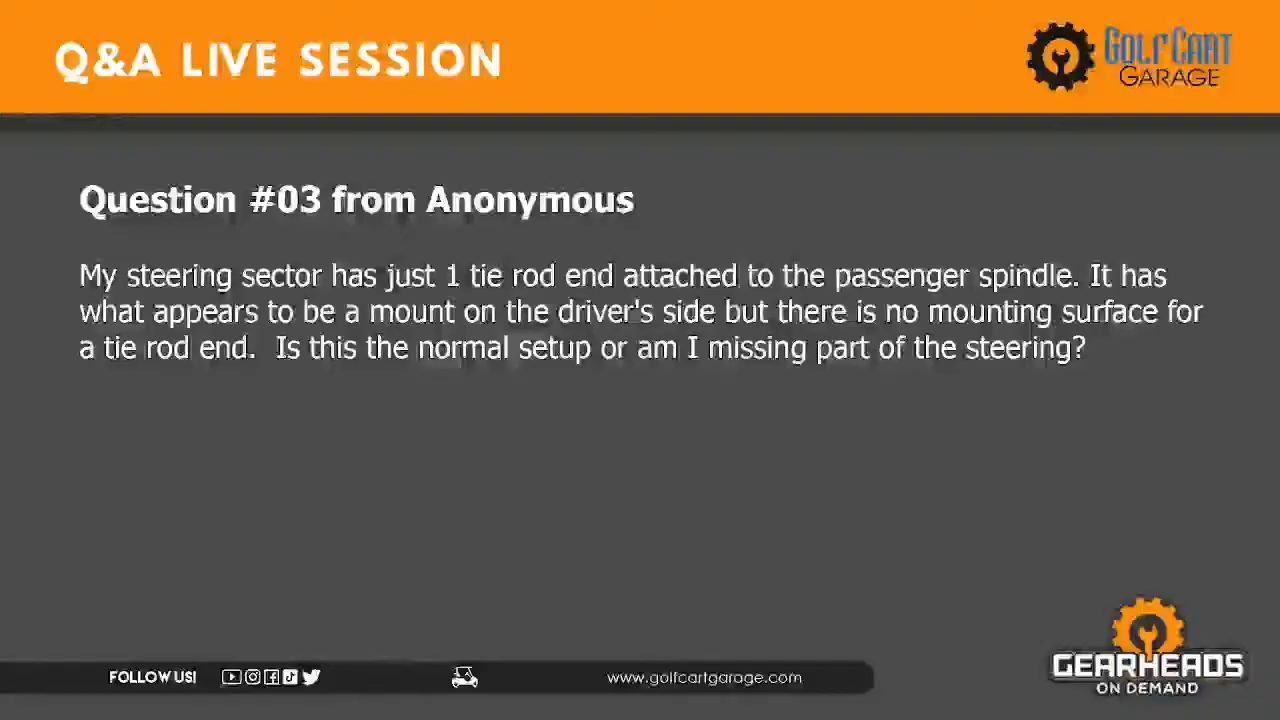 Q&A LIVE SESSION
GOLF CART
GARAGE
Question #03 from Anonymous
My steering sector has just 1 tie rod end attached to the passenger spindle. It has
what appears to be a mount on the driver's side but there is no mounting surface for
a tie rod end.  Is this the normal setup or am I missing part of the steering?
FOLLOW US!
www.golfcartgarage.com
GEARHEADS
ON DEMAND